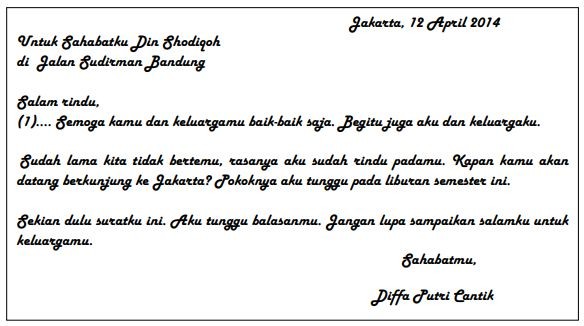 Jakarta, 12 April 2014
Untuk Sahabatku Din Shodiqoh
di Jalan Sudirman Bandung
Salam rindu,
(1).... Semoga kamu dan keluargamu baik-baik saja. Begitu juga aku dan keluargaku.
Sudah lama kita tidak bertemu, rasanya aku sudah rindu padamu. Kapan kamu akan
datang berkunjung ke Jakarta? Pokoknya aku tunggu pada liburan semester ini.
Sekian dulu suratku ini. Aku tunggu balasanmu. Jangan lupa sampaikan salamku untuk
keluargamu.
Sahabatmu,
Diffa Putri Cantik